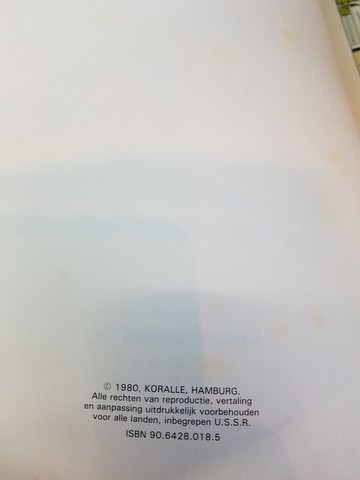 © 1980, KORALLE, HAMBURG.
Alle rechten van reproductie, vertaling
en aanpassing uitdrukkelijk voorbehouden
voor alle landen, inbegrepen U.S.S.R.
ISBN 90.6428.018.5